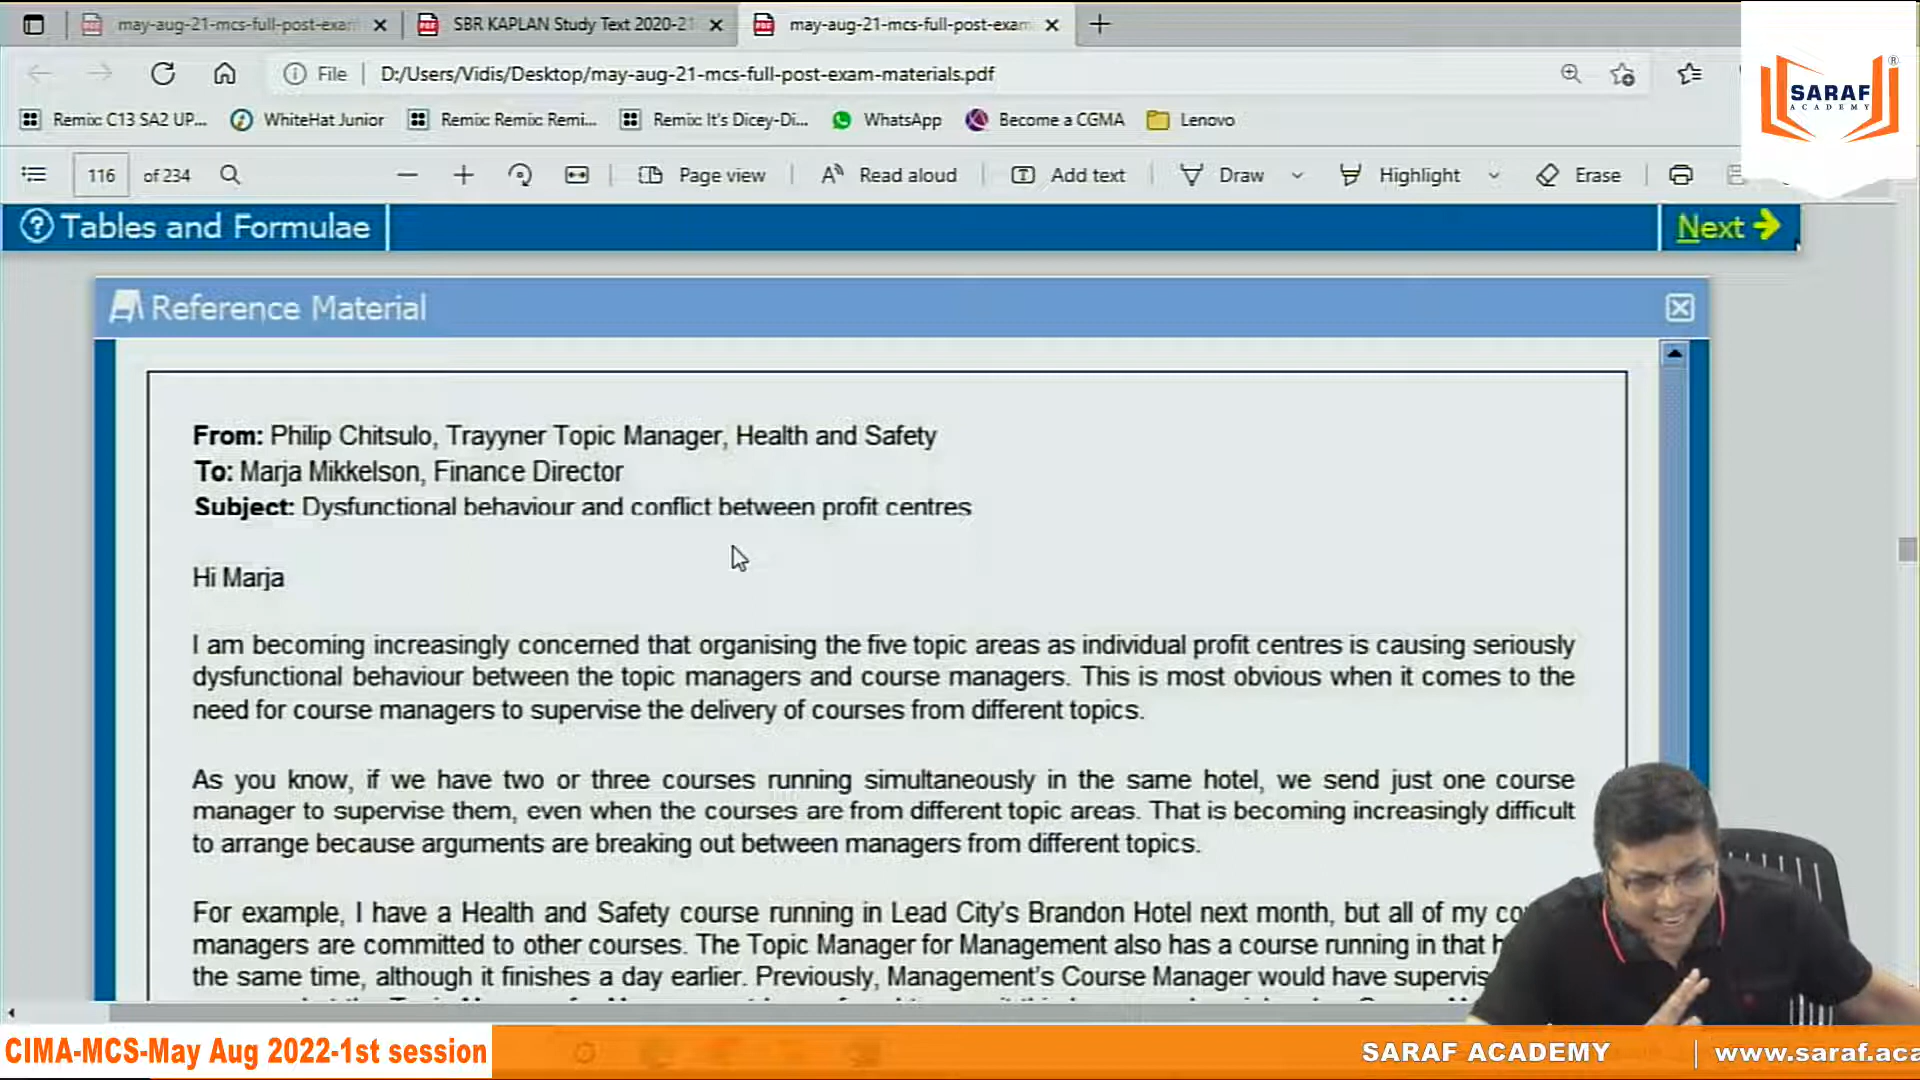 may-aug-21-mcs-full-post-exam
SBR KAPLAN Study Text 2020-21
may-aug-21-mcs-full-post-exam
File
D:/Users/Vidis/Desktop/may-aug-21-mcs-full-post-exam-materials.pdf
Remix: C13 SA2 UP...
WhiteHat Junior
Remix: Remix Remi...
Remix: It's Dicey-Di...
WhatsApp
Become a CGMA
Lenovo
SARAF
ACADEMY
116 of 234
Page view
Read aloud
Add text
Draw
Highlight
Erase
Tables and Formulae
Next
Reference Material
From: Philip Chitsulo, Trayyner Topic Manager, Health and Safety
To: Marja Mikkelson, Finance Director
Subject: Dysfunctional behaviour and conflict between profit centres
Hi Marja
I am becoming increasingly concerned that organising the five topic areas as individual profit centres is causing seriously
dysfunctional behaviour between the topic managers and course managers. This is most obvious when it comes to the
need for course managers to supervise the delivery of courses from different topics.
As you know, if we have two or three courses running simultaneously in the same hotel, we send just one course
manager to supervise them, even when the courses are from different topic areas. That is becoming increasingly difficult
to arrange because arguments are breaking out between managers from different topics.
For example, I have a Health and Safety course running in Lead City's Brandon Hotel next month, but all of my co
managers are committed to other courses. The Topic Manager for Management also has a course running in that h
the same time, although it finishes a day earlier. Previously, Management's Course Manager would have supervis
CIMA-MCS-May Aug 2022-1st session
SARAF ACADEMY | www.saraf.aca